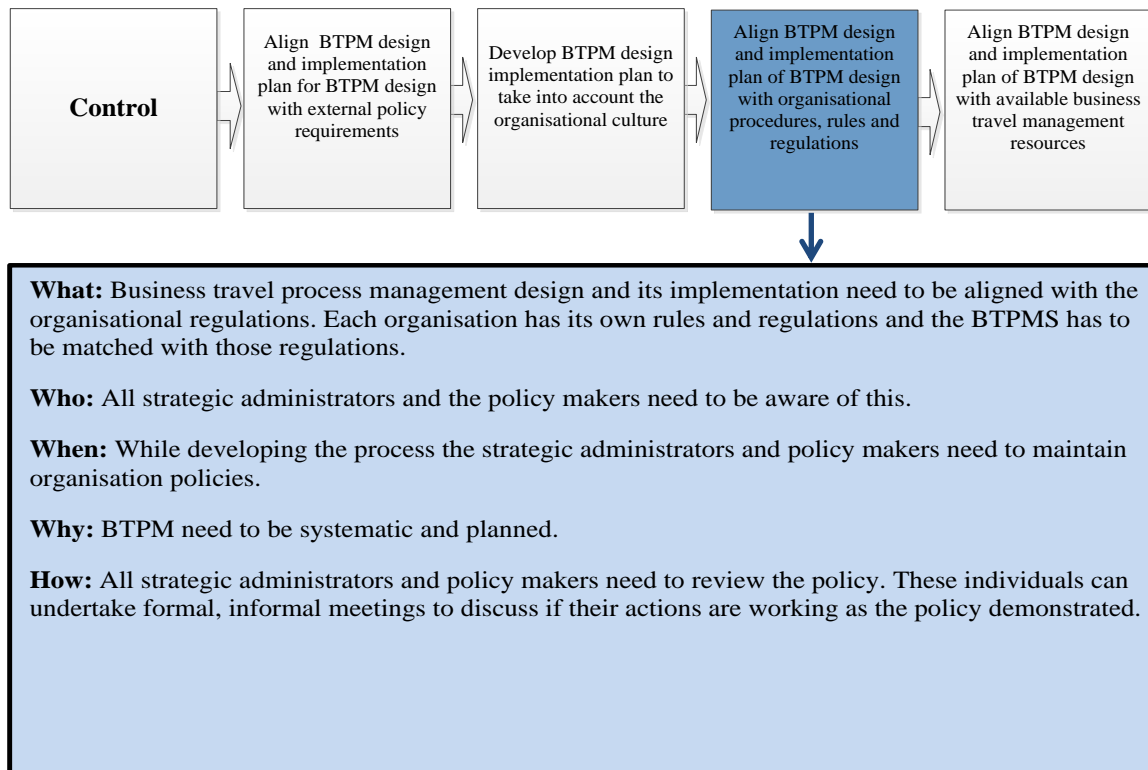 Control
Align BTPM design
and implementation
plan for BTPM design
with external policy
requirements
Develop BTPM design
implementation plan to
take into account the
organisational culture
Align BTPM design
and implementation
plan of BTPM design
with organisational
procedures, rules and
regulations
Align BTPM design
and implementation
plan of BTPM design
with available business
travel management
resources
What: Business travel process management design and its implementation need to be aligned with the
organisational regulations. Each organisation has its own rules and regulations and the BTPMS has to
be matched with those regulations.
Who: All strategic administrators and the policy makers need to be aware of this.
When: While developing the process the strategic administrators and policy makers need to maintain
organisation policies.
Why: BTPM need to be systematic and planned.
How: All strategic administrators and policy makers need to review the policy. These individuals can
undertake formal, informal meetings to discuss if their actions are working as the policy demonstrated.